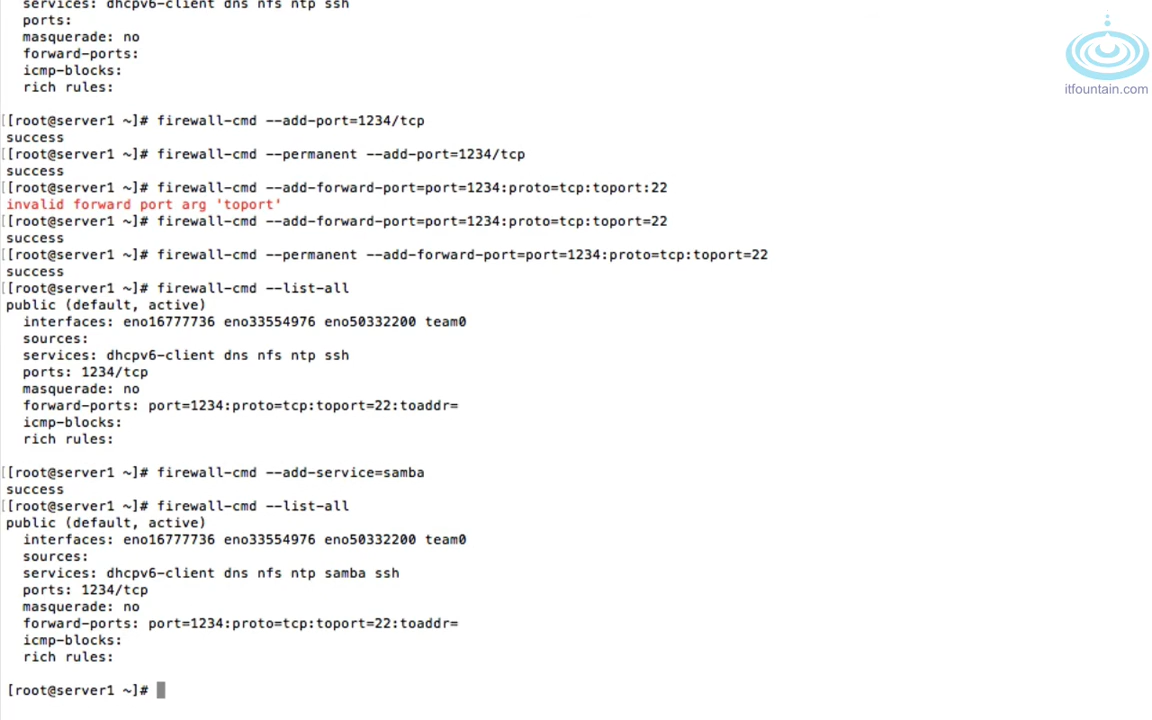 services: dhcpv6-client dns nfs ntp ssh
ports:
masquerade: no
forward-ports:
icmp-blocks:
rich rules:
itfountain.com
[[root@server1 ~]# firewall-cmd --add-port=1234/tcp
success
[[root@server1 ~]# firewall-cmd --permanent --add-port=1234/tcp
success
[[root@server1 ~]# firewall-cmd --add-forward-port=port=1234:proto=tcp:toport:22
invalid forward port arg 'toport'
[[root@server1 ~]# firewall-cmd --add-forward-port=port=1234:proto=tcp:toport=22
success
[[root@server1 ~]# firewall-cmd --permanent --add-forward-port=port=1234:proto=tcp:toport=22
success
[[root@server1 ~]# firewall-cmd --list-all
public (default, active)
interfaces: eno16777736 eno33554976 eno50332200 team0
sources:
services: dhcpv6-client dns nfs ntp ssh
ports: 1234/tcp
masquerade: no
forward-ports: port=1234:proto=tcp:toport=22:toaddr=
icmp-blocks:
rich rules:
[[root@server1 ~]# firewall-cmd --add-service=samba
success
[[root@server1 ~]# firewall-cmd --list-all
public (default, active)
interfaces: eno16777736 eno33554976 eno50332200 team0
sources:
services: dhcpv6-client dns nfs ntp samba ssh
ports: 1234/tcp
masquerade: no
forward-ports: port=1234:proto=tcp:toport=22:toaddr=
icmp-blocks:
rich rules:
[root@server1 ~]#